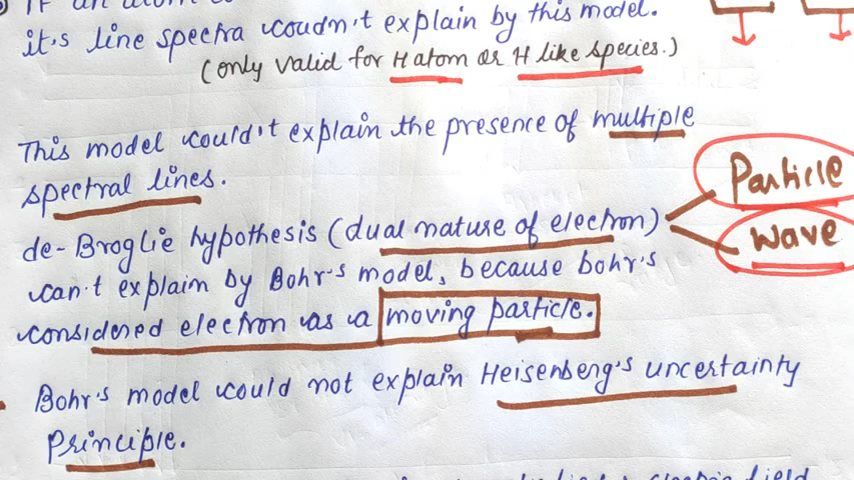 it's line spectra coudn't explain by this model.
(only valid for H atom or H like species.)
This model could't explain the presence of multiple
spectral lines.
de-Broglie hypothesis (dual nature of electron)
Particle
Wave
can't explain by Bohr's model, because bohr's
considered electron as a moving particle.
Bohr's model could not explain Heisenberg's uncertainty
Principle.
field